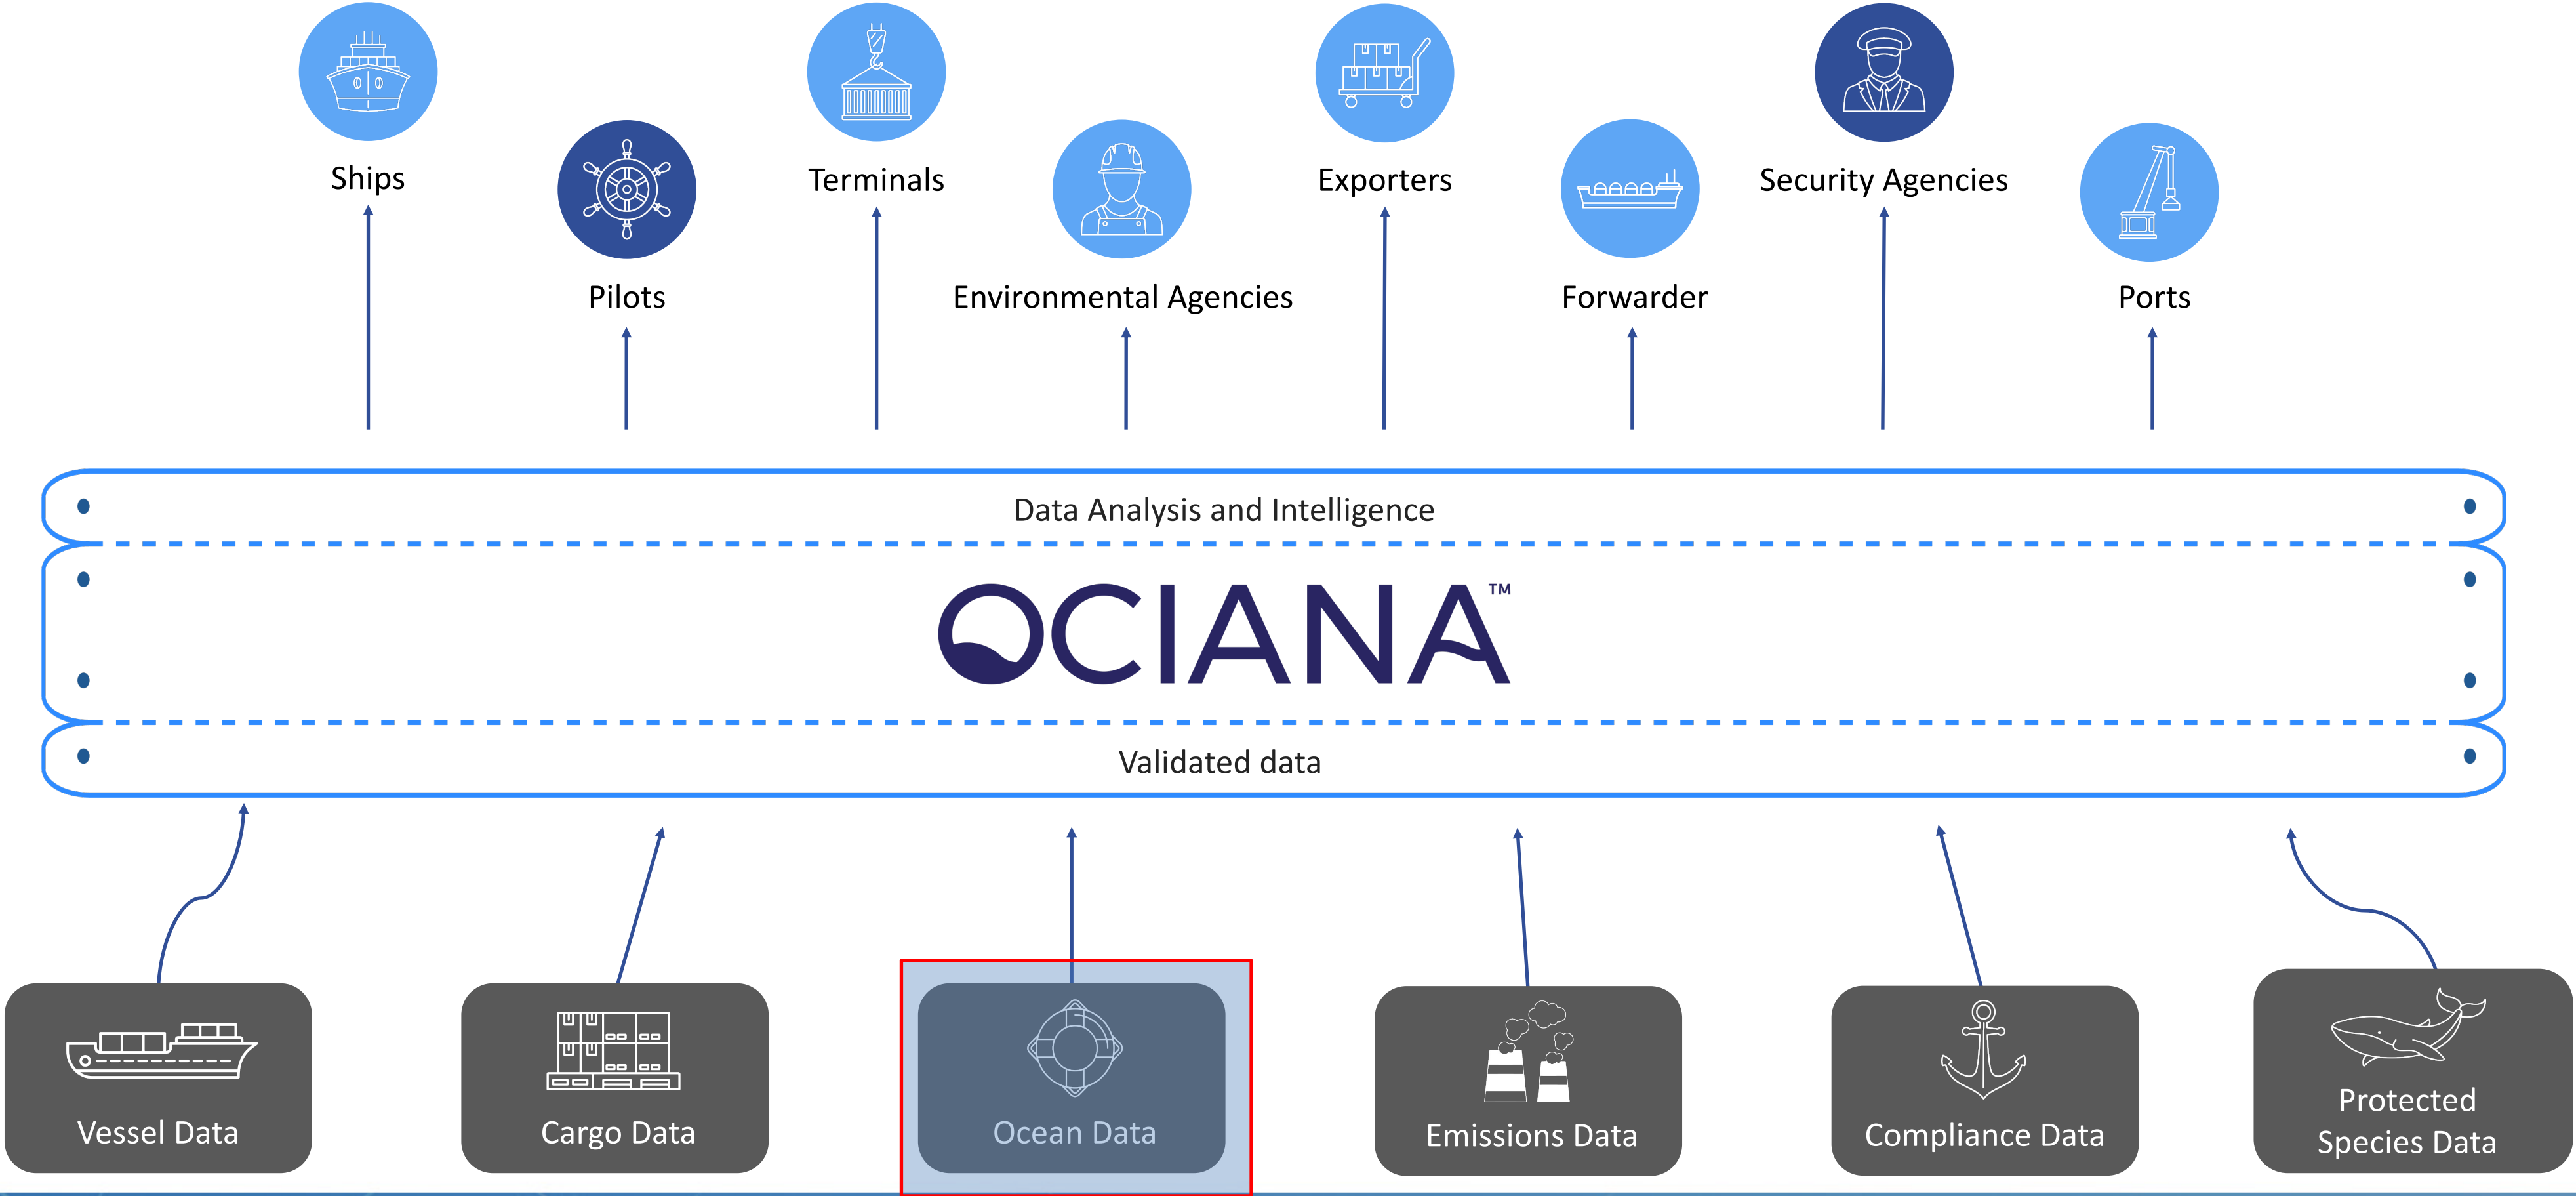 Ships
Terminals
Exporters
Security Agencies
Pilots
Environmental Agencies
Forwarder
Ports
Data Analysis and Intelligence
OCIANA™
Validated data
Vessel Data
Cargo Data
Ocean Data
Emissions Data
Compliance Data
Protected
Species Data